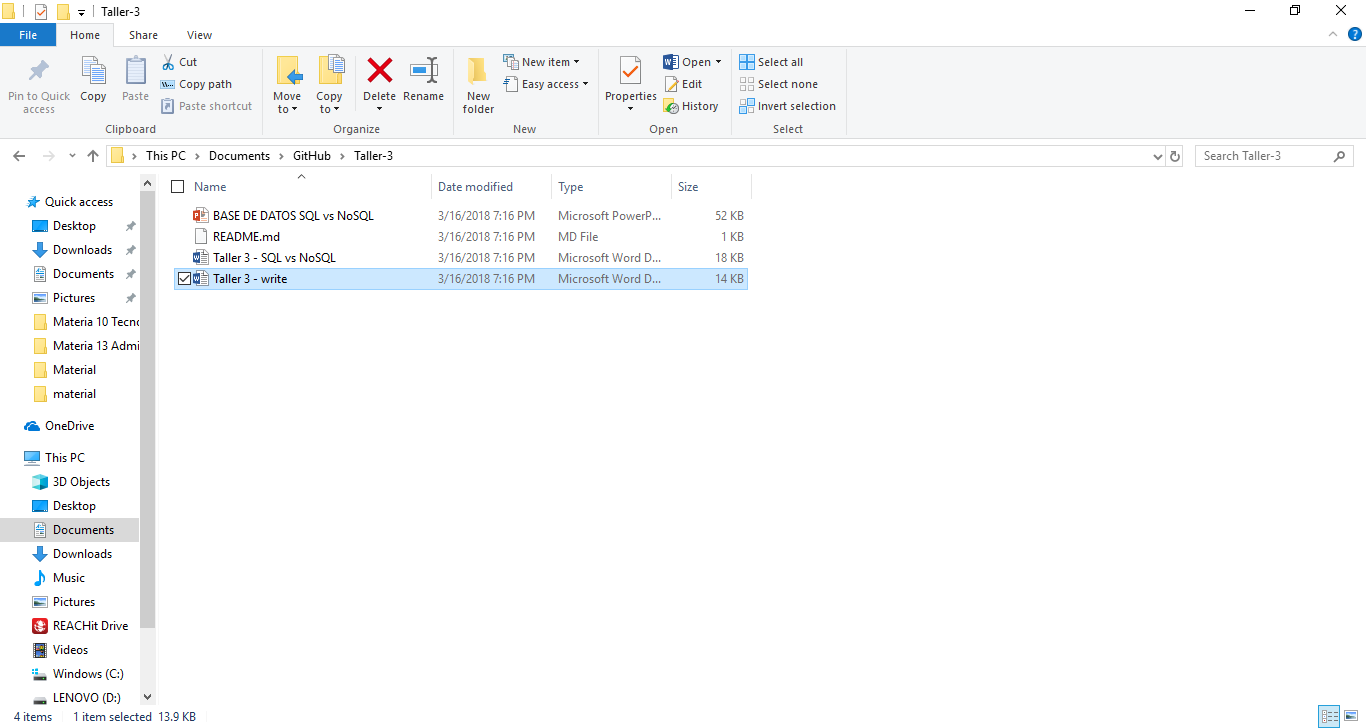 Taller-3
File Home Share View
Pin to Quick access
Copy
Paste
Cut
Copy path
Paste shortcut
Clipboard
Move to
Copy to
Delete
Rename
Organize
New folder
New item
Easy access
New
Properties
Open
Edit
History
Open
Select all
Select none
Invert selection
Select
This PC > Documents > GitHub > Taller-3
Search Taller-3
Name Date modified Type Size
BASE DE DATOS SQL vs NoSQL 3/16/2018 7:16 PM Microsoft PowerP... 52 KB
README.md 3/16/2018 7:16 PM MD File 1 KB
Taller 3 - SQL vs NoSQL 3/16/2018 7:16 PM Microsoft Word D... 18 KB
Taller 3 - write 3/16/2018 7:16 PM Microsoft Word D... 14 KB
Quick access
Desktop
Downloads
Documents
Pictures
Materia 10 Tecno
Materia 13 Admi
Material
material
OneDrive
This PC
3D Objects
Desktop
Documents
Downloads
Music
Pictures
REACHit Drive
Videos
Windows (C:)
LENOVO (D:)
4 items 1 item selected 13.9 KB